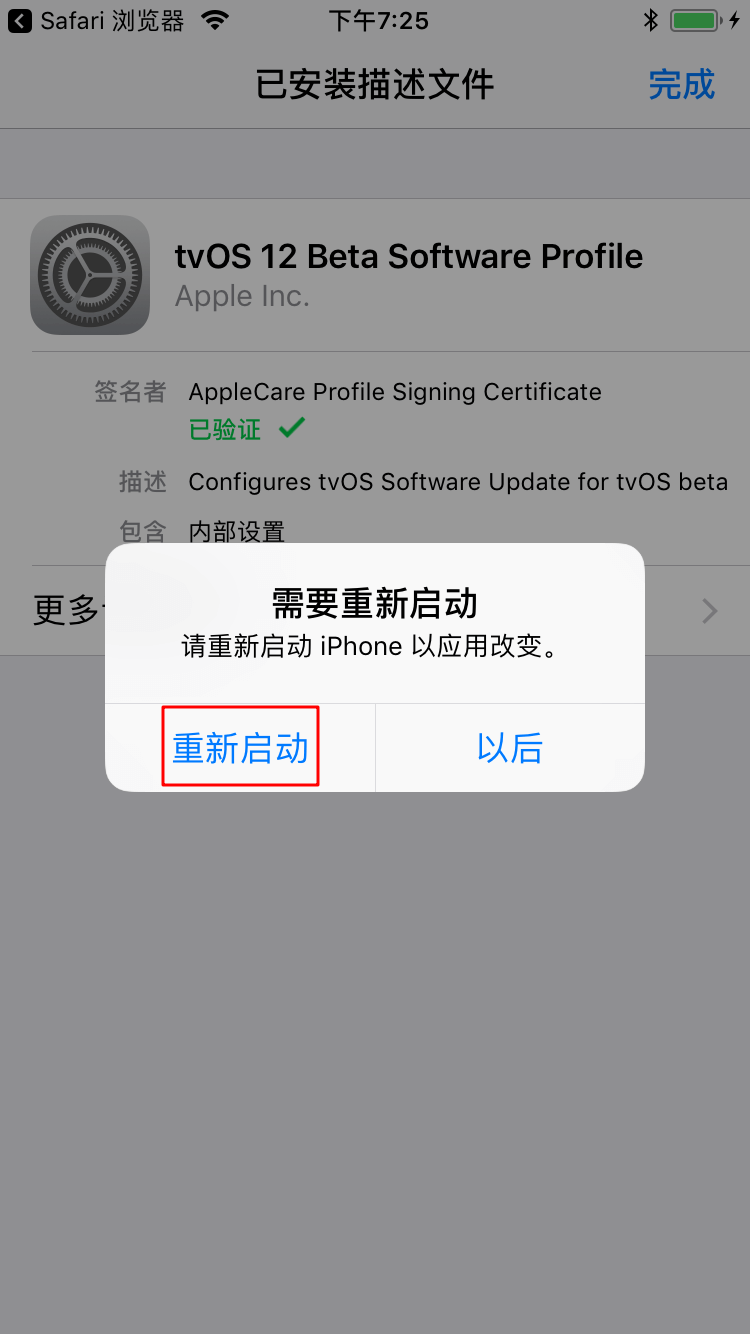 Safari 浏览器
下午7:25
已安装描述文件
完成
tvOS 12 Beta Software Profile
Apple Inc.
签名者 AppleCare Profile Signing Certificate
已验证
描述 Configures tvOS Software Update for tvOS beta
包含 内部设置
更多
需要重新启动
请重新启动 iPhone 以应用改变。
重新启动
以后